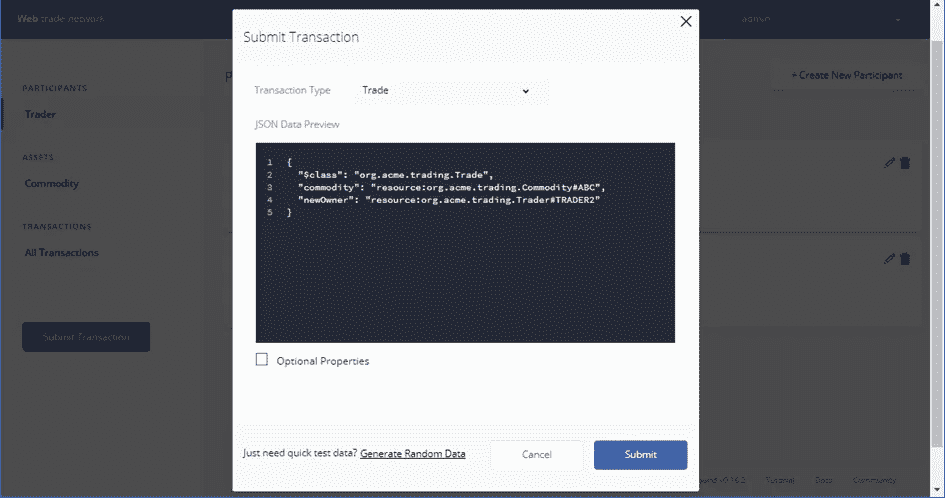 Web trade-network
admin
Submit Transaction
PARTICIPANTS
Trader
+ Create New Participant
Transaction Type
Trade
JSON Data Preview
ASSETS
Commodity
1 {
2 "$class": "org.acme.trading.Trade",
3 "commodity": "resource:org.acme.trading.Commodity#ABC",
4 "newOwner": "resource:org.acme.trading.Trader#TRADER2"
5 }
TRANSACTIONS
All Transactions
Submit Transaction
Optional Properties
Just need quick test data? Generate Random Data
Cancel
Submit
v0.16.2
Tutorial
Docs
Community